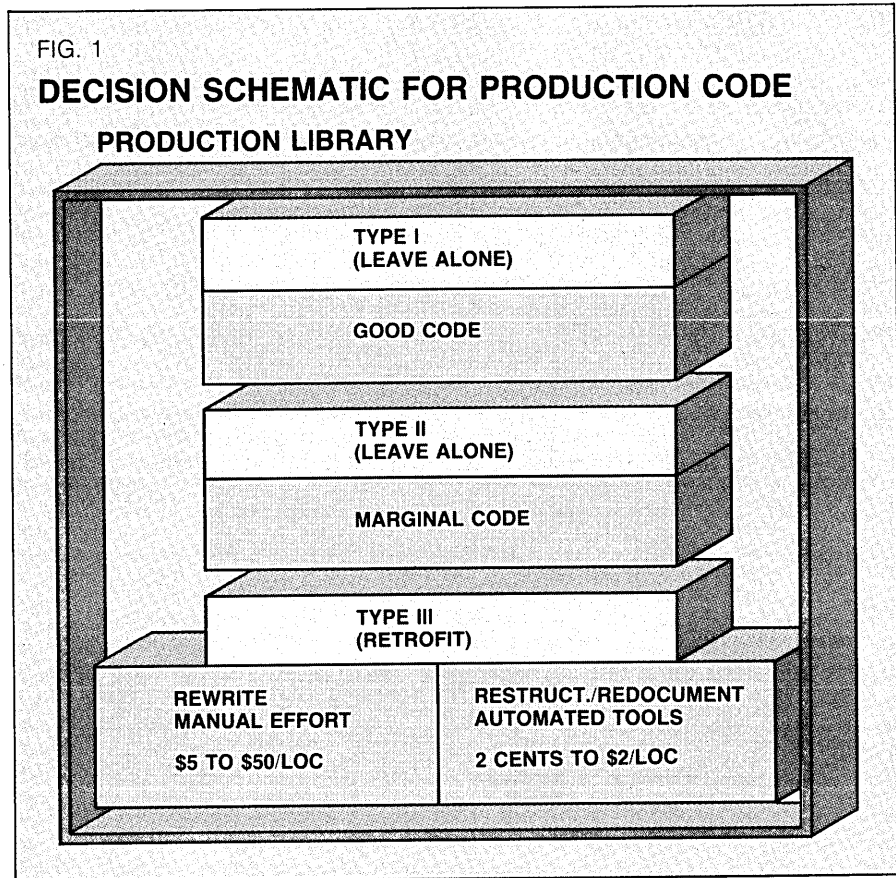 FIG. 1
DECISION SCHEMATIC FOR PRODUCTION CODE
PRODUCTION LIBRARY
TYPE I
(LEAVE ALONE)
GOOD CODE
TYPE II
(LEAVE ALONE)
MARGINAL CODE
TYPE III
(RETROFIT)
REWRITE
MANUAL EFFORT
$5 TO $50/LOC
RESTRUCT./REDOCUMENT
AUTOMATED TOOLS
2 CENTS TO $2/LOC